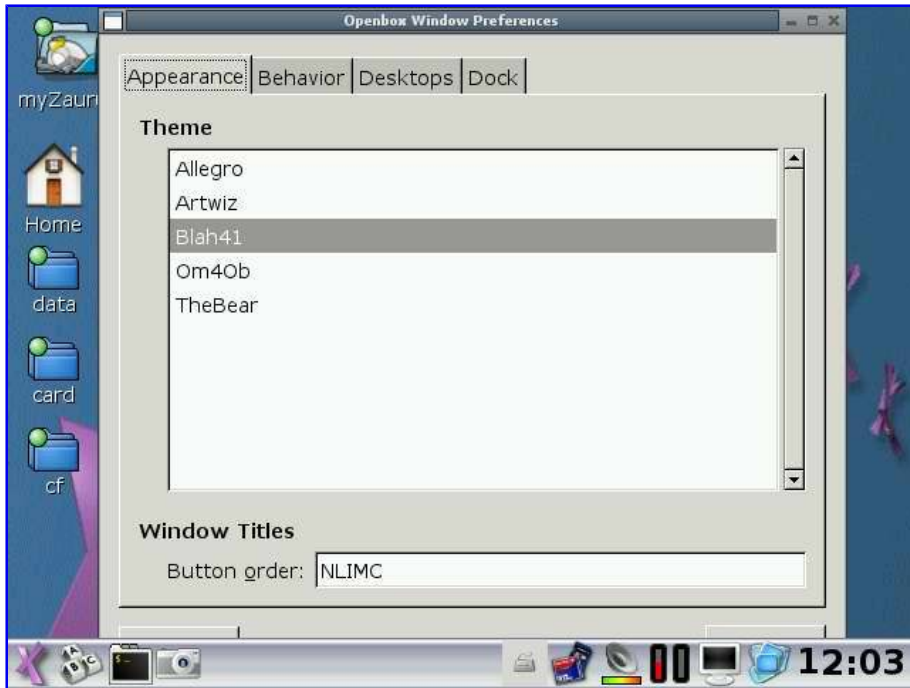 Openbox Window Preferences
myZauru
Home
data
card
cf
Appearance
Behavior
Desktops
Dock
Theme
Allegro
Artwiz
Blah41
Om4Ob
TheBear
Window Titles
Button order: NLIMC
A
B
C
12:03